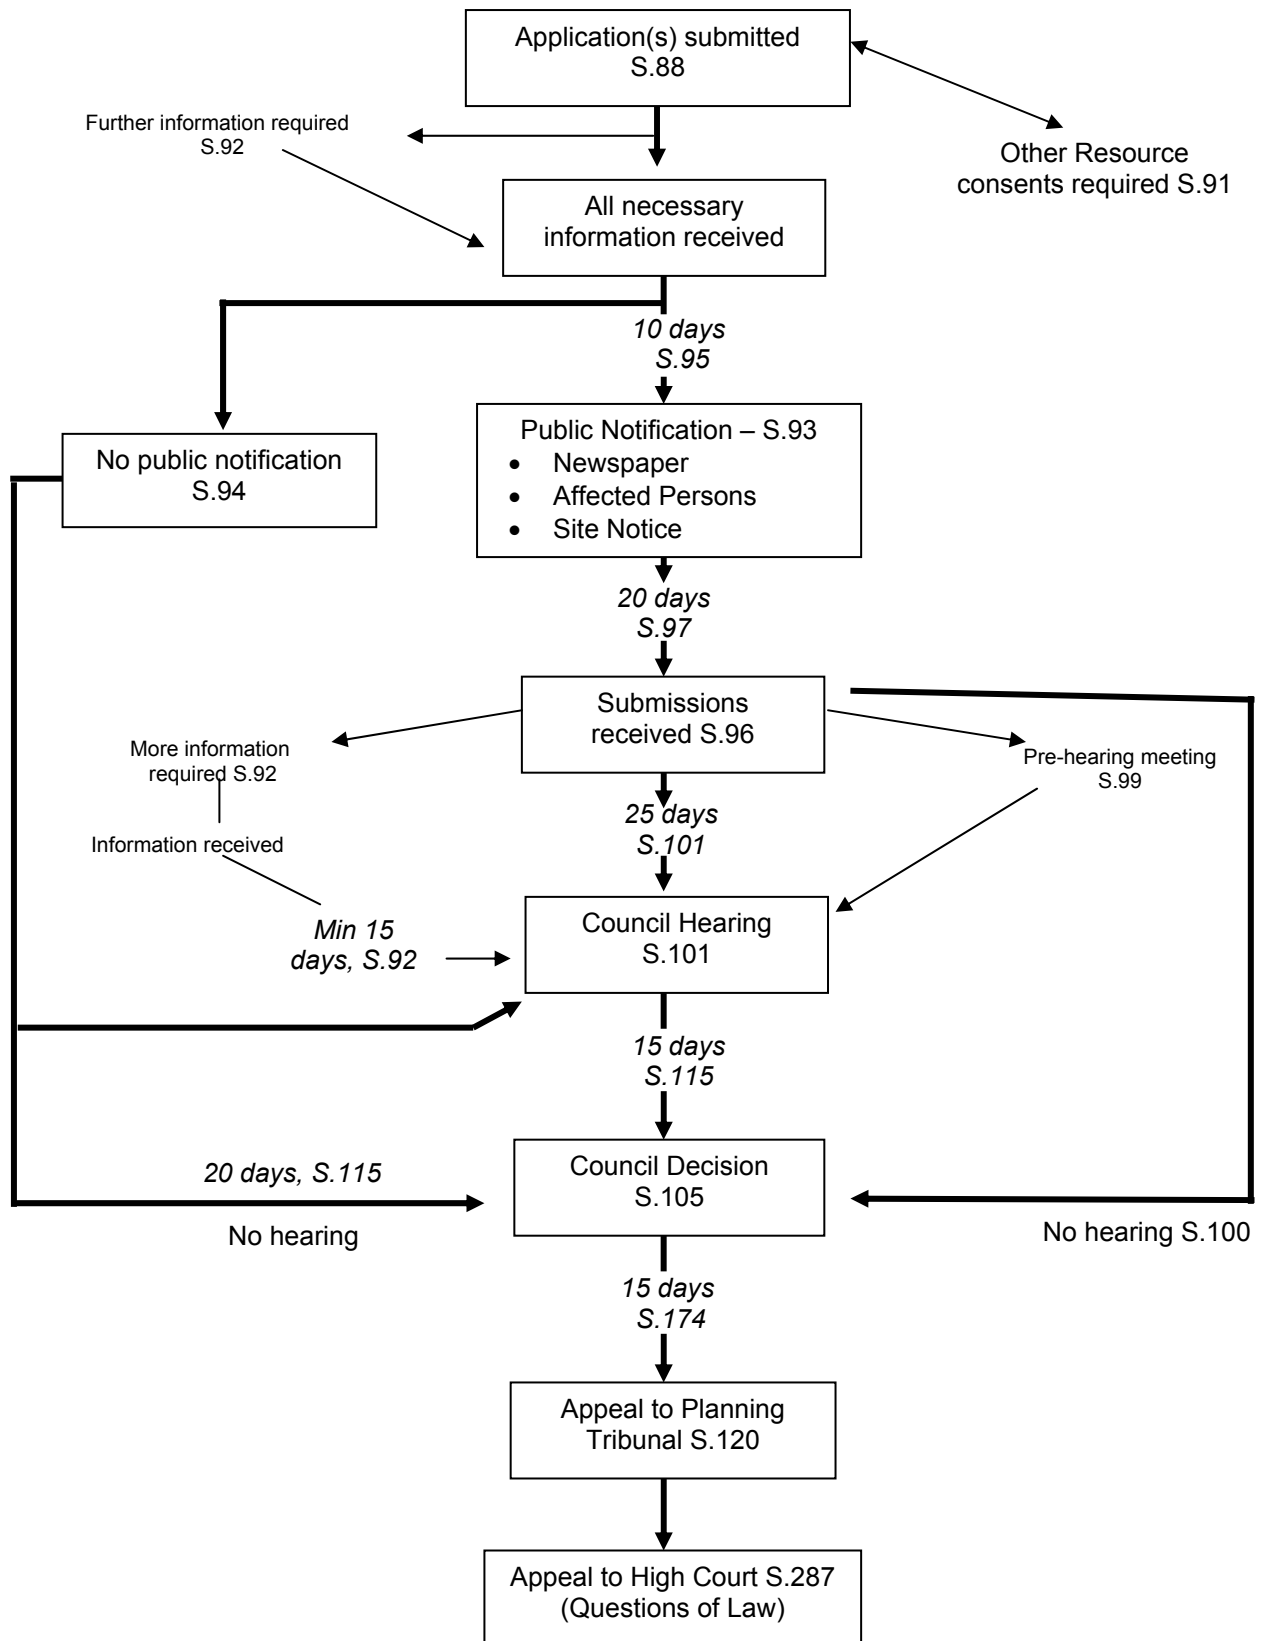 Application(s) submitted
S.88
Further information required
S.92
Other Resource
consents required S.91
All necessary
information received
10 days
S.95
Public Notification – S.93
• Newspaper
• Affected Persons
• Site Notice
No public notification
S.94
20 days
S.97
Submissions
received S.96
More information
required S.92
Pre-hearing meeting
S.99
25 days
S.101
Information received
Council Hearing
S.101
Min 15
days, S.92
15 days
S.115
Council Decision
S.105
20 days, S.115
No hearing
No hearing S.100
15 days
S.174
Appeal to Planning
Tribunal S.120
Appeal to High Court S.287
(Questions of Law)